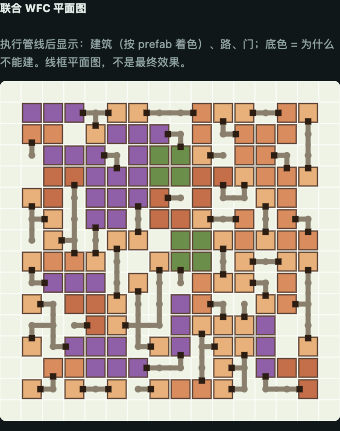 联合 WFC 平面图
执行管线后显示：建筑（按 prefab 着色）、路、门；底色 = 为什么
不能建。线框平面图，不是最终效果。